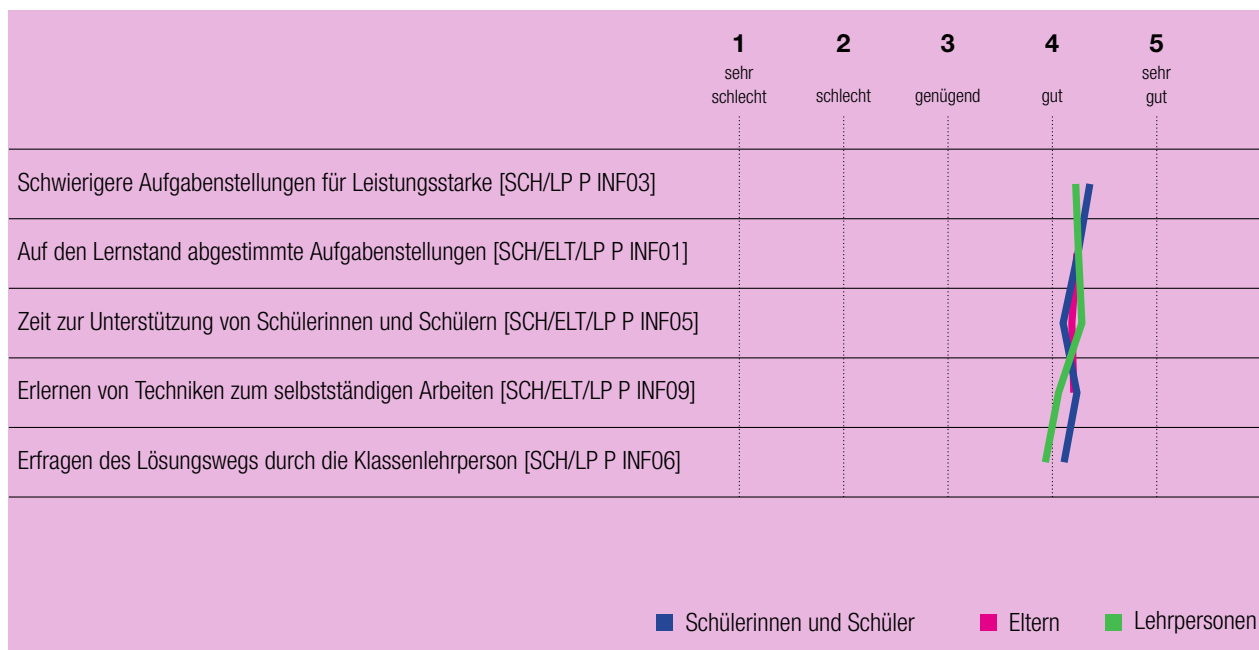 1 2 3 4 5
sehr schlecht schlecht genügend gut sehr gut
Schwierigere Aufgabenstellungen für Leistungsstarke [SCH/LP P INF03]
Auf den Lernstand abgestimmte Aufgabenstellungen [SCH/ELT/LP P INF01]
Zeit zur Unterstützung von Schülerinnen und Schülern [SCH/ELT/LP P INF05]
Erlernen von Techniken zum selbstständigen Arbeiten [SCH/ELT/LP P INF09]
Erfragen des Lösungswegs durch die Klassenlehrperson [SCH/LP P INF06]
Schülerinnen und Schüler Eltern Lehrpersonen